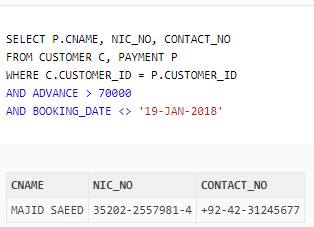 SELECT P.CNAME, NIC_NO, CONTACT_NO
FROM CUSTOMER C, PAYMENT P
WHERE C.CUSTOMER_ID = P.CUSTOMER_ID
AND ADVANCE > 70000
AND BOOKING_DATE <> '19-JAN-2018'
CNAME NIC_NO CONTACT_NO
MAJID SAEED 35202-2557981-4 +92-42-31245677